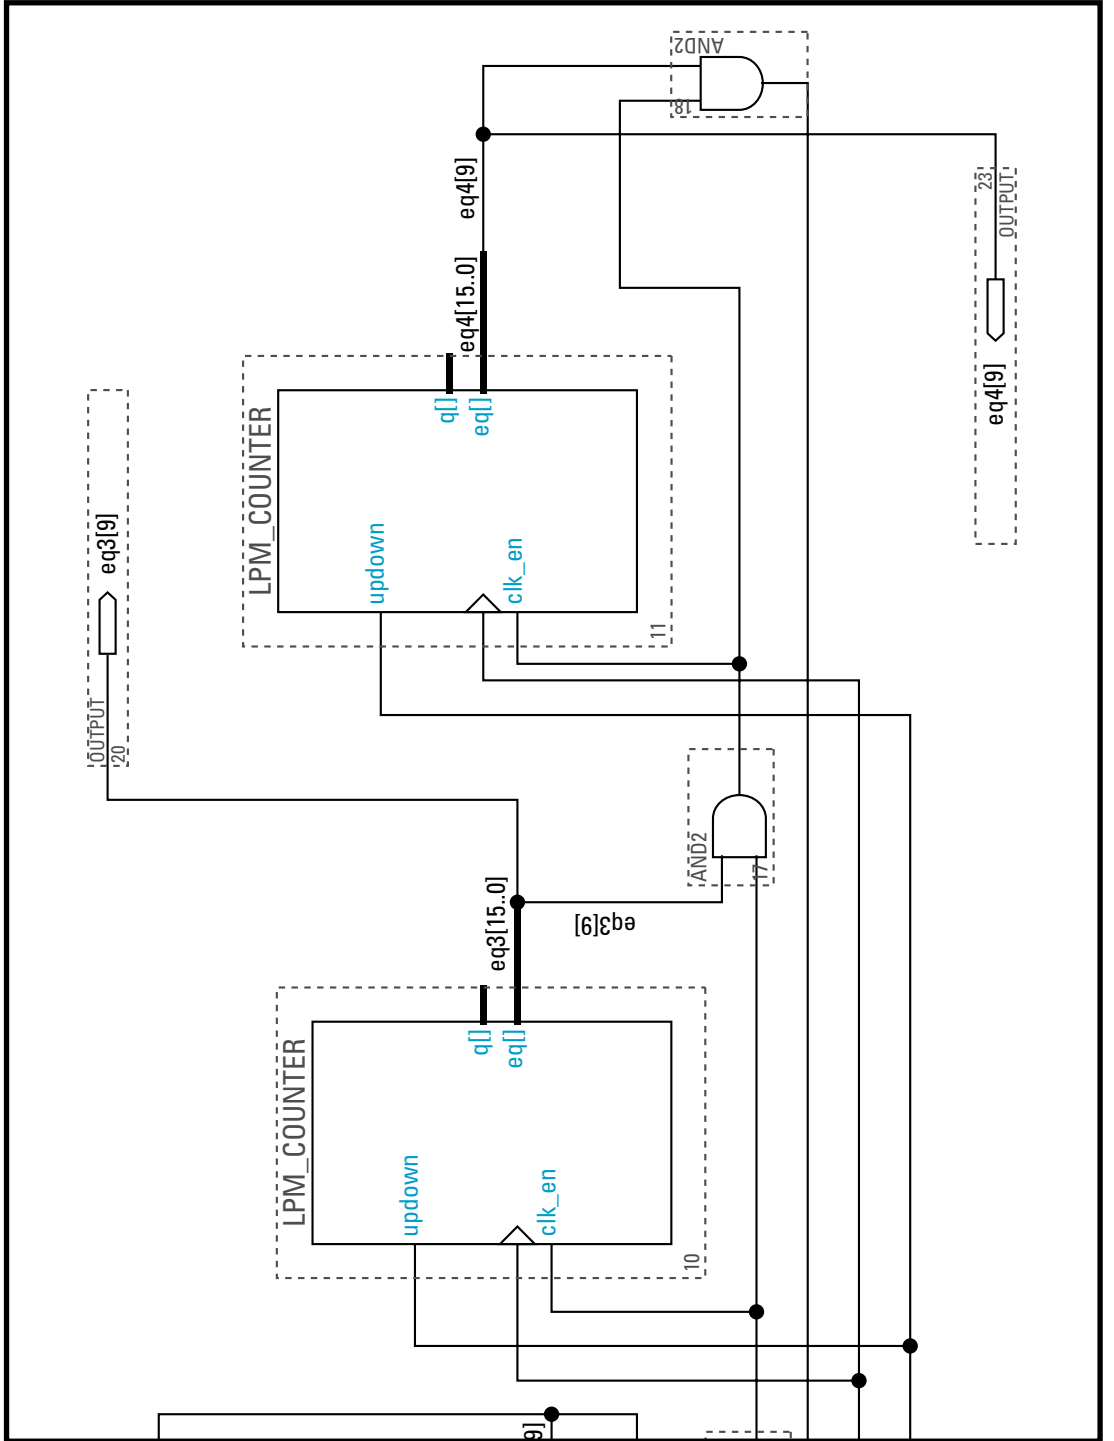 AND2
18
eq4[9]
23
OUTPUT
eq4[15..0]
eq4[9]
LPM_COUNTER
q[]
eq[]
updown
clk_en
11
eq3[9]
OUTPUT
20
AND2
17
eq3[15..0]
eq3[9]
LPM_COUNTER
q[]
eq[]
updown
clk_en
10
9]